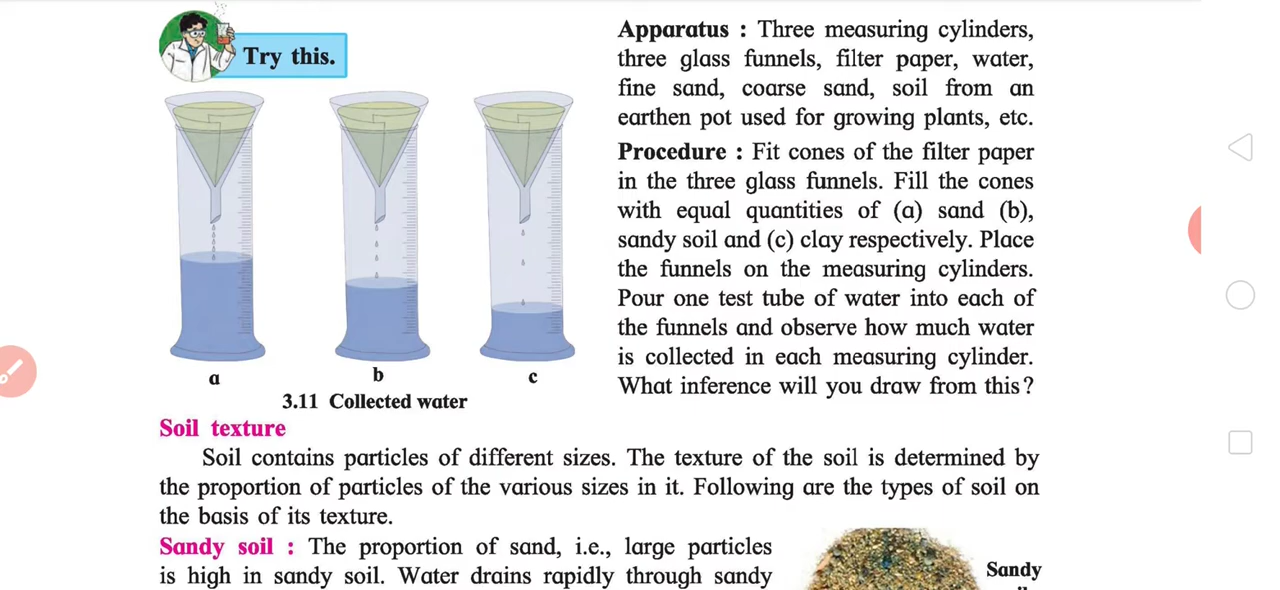 Try this.
a
b
c
3.11 Collected water
Apparatus : Three measuring cylinders,
three glass funnels, filter paper, water,
fine sand, coarse sand, soil from an
earthen pot used for growing plants, etc.
Procedure : Fit cones of the filter paper
in the three glass funnels. Fill the cones
with equal quantities of (a) sand (b),
sandy soil and (c) clay respectively. Place
the funnels on the measuring cylinders.
Pour one test tube of water into each of
the funnels and observe how much water
is collected in each measuring cylinder.
What inference will you draw from this?
Soil texture
Soil contains particles of different sizes. The texture of the soil is determined by
the proportion of particles of the various sizes in it. Following are the types of soil on
the basis of its texture.
Sandy soil : The proportion of sand, i.e., large particles
is high in sandy soil. Water drains rapidly through sandy
Sandy